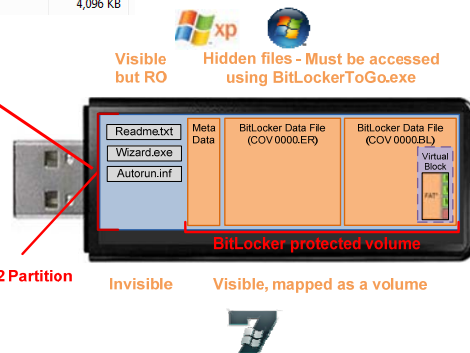 4,096 KB
xp
Visible
but RO
Hidden files - Must be accessed
using BitLockerToGo.exe
Readme.txt
Wizard.exe
Autorun.inf
Meta
Data
BitLocker Data File
(COV 0000.ER)
BitLocker Data File
(COV 0000.BL)
Virtual
Block
FAT'
BitLocker protected volume
2 Partition
Invisible
Visible, mapped as a volume
7